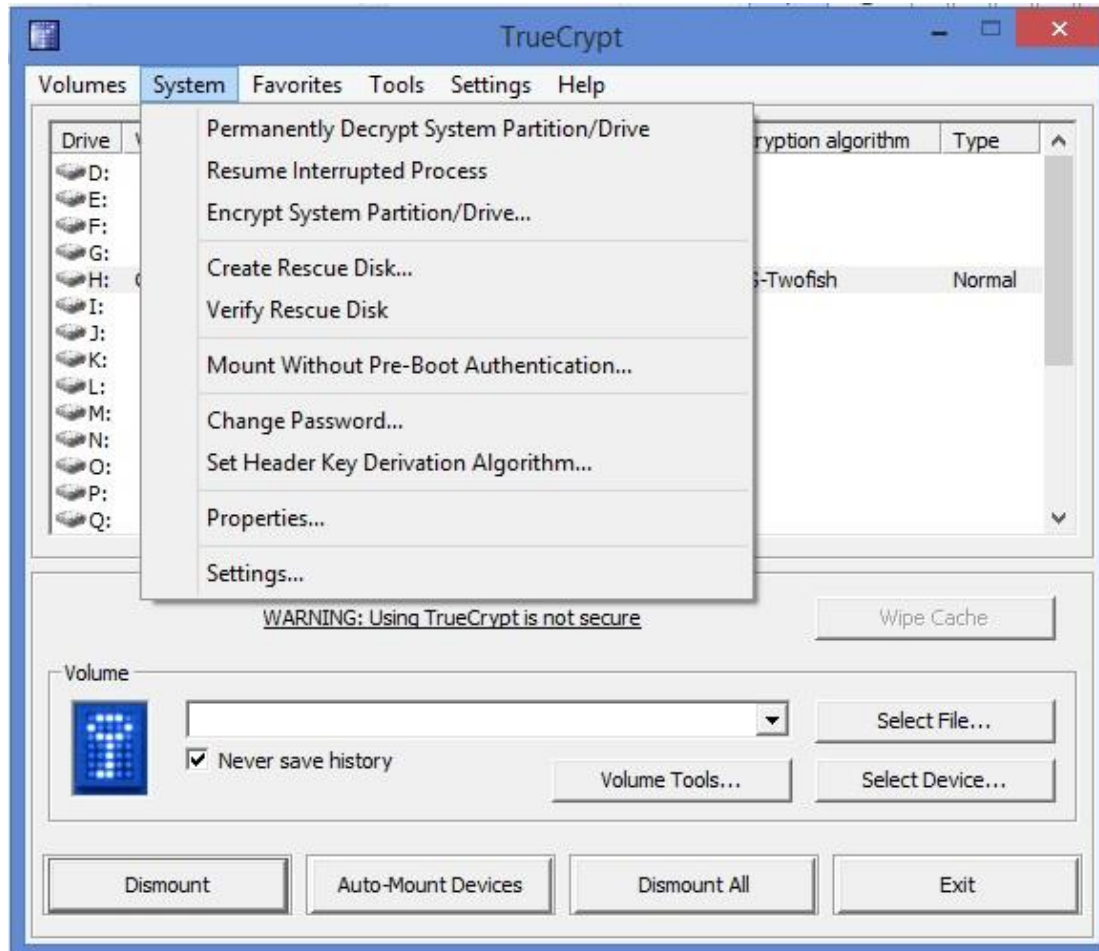 TrueCrypt
Volumes System Favorites Tools Settings Help
Drive ryption algorithm Type
D:
E:
F:
G:
H: S-Twofish Normal
I:
J:
K:
L:
M:
N:
O:
P:
Q:
Permanently Decrypt System Partition/Drive
Resume Interrupted Process
Encrypt System Partition/Drive...
Create Rescue Disk...
Verify Rescue Disk
Mount Without Pre-Boot Authentication...
Change Password...
Set Header Key Derivation Algorithm...
Properties...
Settings...
WARNING: Using TrueCrypt is not secure
Wipe Cache
Volume
Select File...
Never save history
Volume Tools... Select Device...
Dismount Auto-Mount Devices Dismount All Exit